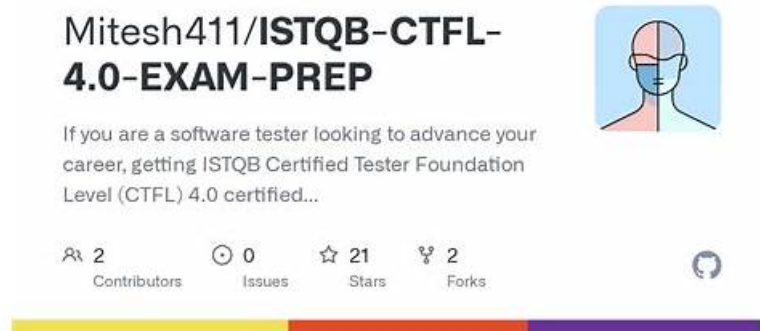 Mitesh411/ISTQB-CTFL-
4.0-EXAM-PREP
If you are a software tester looking to advance your
career, getting ISTQB Certified Tester Foundation
Level (CTFL) 4.0 certified...
2 0 21 2
Contributors Issues Stars Forks